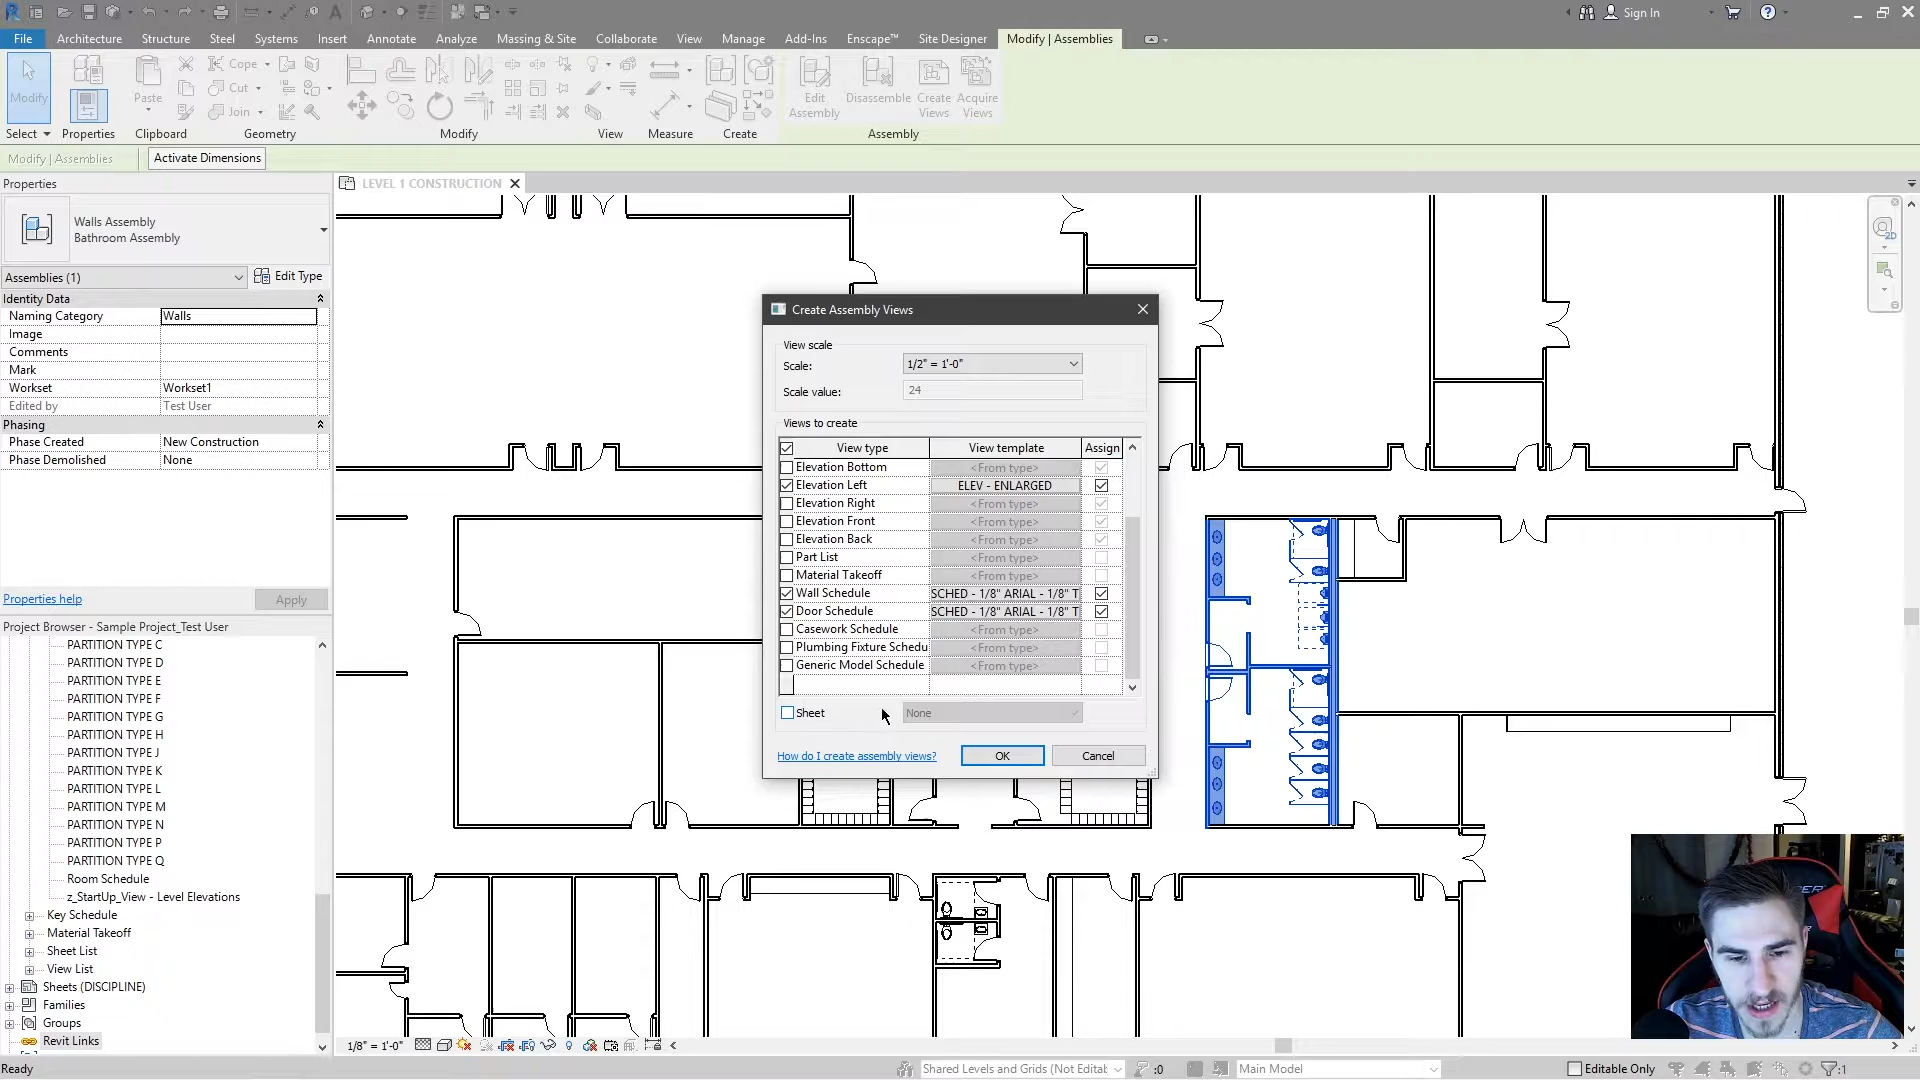 Sign In
File Architecture Structure Steel Systems Insert Annotate Analyze Massing & Site Collaborate View Manage Add-Ins Enscape™ Site Designer Modify | Assemblies
Modify
Paste
Cope
Cut
Join
Edit Assembly
Disassemble
Create Views
Acquire Views
Select Properties Clipboard Geometry Modify View Measure Create Assembly
Modify | Assemblies Activate Dimensions
Properties
LEVEL 1 CONSTRUCTION
Walls Assembly
Bathroom Assembly
Assemblies (1) Edit Type
Identity Data
Naming Category Walls
Image
Comments
Mark
Workset Workset1
Edited by Test User
Phasing
Phase Created New Construction
Phase Demolished None
Properties help Apply
Project Browser - Sample Project_Test User
PARTITION TYPE C
PARTITION TYPE D
PARTITION TYPE E
PARTITION TYPE F
PARTITION TYPE G
PARTITION TYPE H
PARTITION TYPE J
PARTITION TYPE K
PARTITION TYPE L
PARTITION TYPE M
PARTITION TYPE N
PARTITION TYPE P
PARTITION TYPE Q
Room Schedule
z_StartUp_View - Level Elevations
Key Schedule
Material Takeoff
Sheet List
View List
Sheets (DISCIPLINE)
Families
Groups
Revit Links
Create Assembly Views
View scale
Scale: 1/2" = 1'-0"
Scale value: 24
Views to create
View type View template Assign
Elevation Bottom <From type>
Elevation Left ELEV - ENLARGED
Elevation Right <From type>
Elevation Front <From type>
Elevation Back <From type>
Part List <From type>
Material Takeoff <From type>
Wall Schedule SCHED - 1/8" ARIAL - 1/8" T
Door Schedule SCHED - 1/8" ARIAL - 1/8" T
Casework Schedule <From type>
Plumbing Fixture Schedu <From type>
Generic Model Schedule <From type>
Sheet None
How do I create assembly views? OK Cancel
2D
1/8" = 1'-0"
Ready
Shared Levels and Grids (Not Editab :0 Main Model Editable Only :1